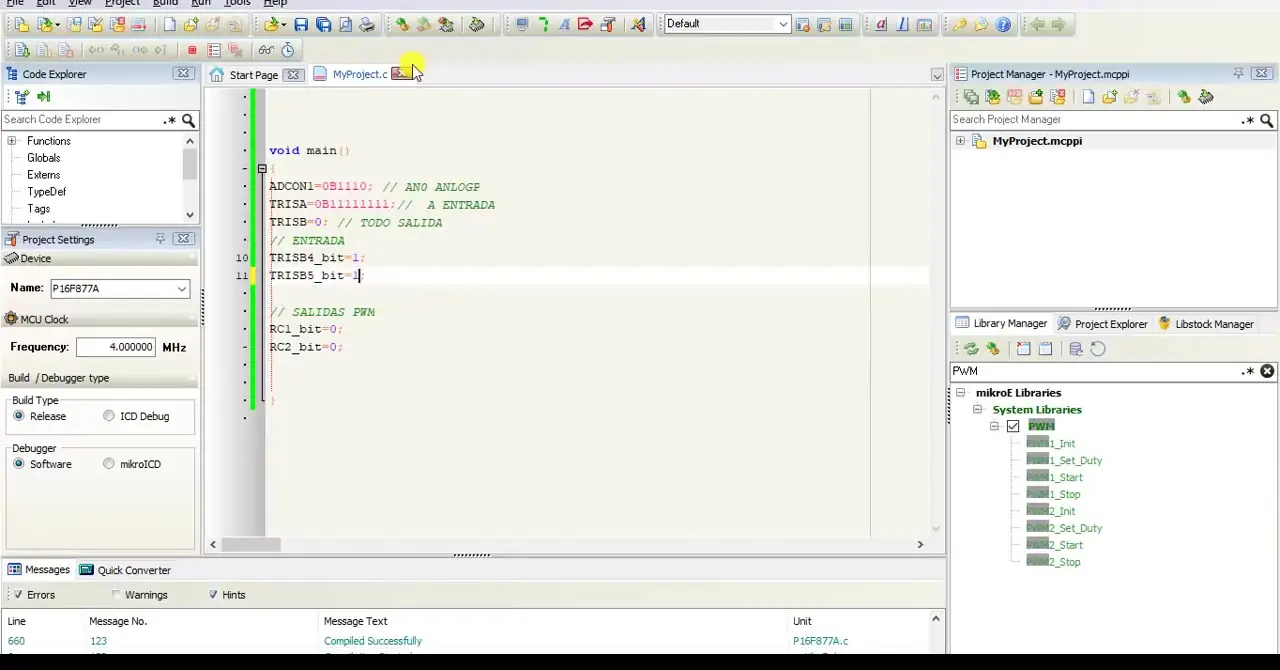 File Edit View Project Build Run Tools Help
Default
Code Explorer
Start Page
MyProject.c
Project Manager - MyProject.mcppi
Search Code Explorer
Search Project Manager
Functions
Globals
Externs
TypeDef
Tags
MyProject.mcppi
void main()
{
ADCON1=0B1110; // AN0 ANLOGP
TRISA=0B11111111;// A ENTRADA
TRISB=0; // TODO SALIDA
// ENTRADA
10 TRISB4_bit=1;
11 TRISB5_bit=1;
// SALIDAS PWM
RC1_bit=0;
RC2_bit=0;
}
Project Settings
Device
Name: P16F877A
MCU Clock
Frequency: 4.000000 MHz
Build / Debugger type
Build Type
Release ICD Debug
Debugger
Software mikroICD
Library Manager Project Explorer Libstock Manager
PWM
mikroE Libraries
System Libraries
PWM
PWM1_Init
PWM1_Set_Duty
PWM1_Start
PWM1_Stop
PWM2_Init
PWM2_Set_Duty
PWM2_Start
PWM2_Stop
Messages Quick Converter
Errors Warnings Hints
Line Message No. Message Text Unit
660 123 Compiled Successfully P16F877A.c